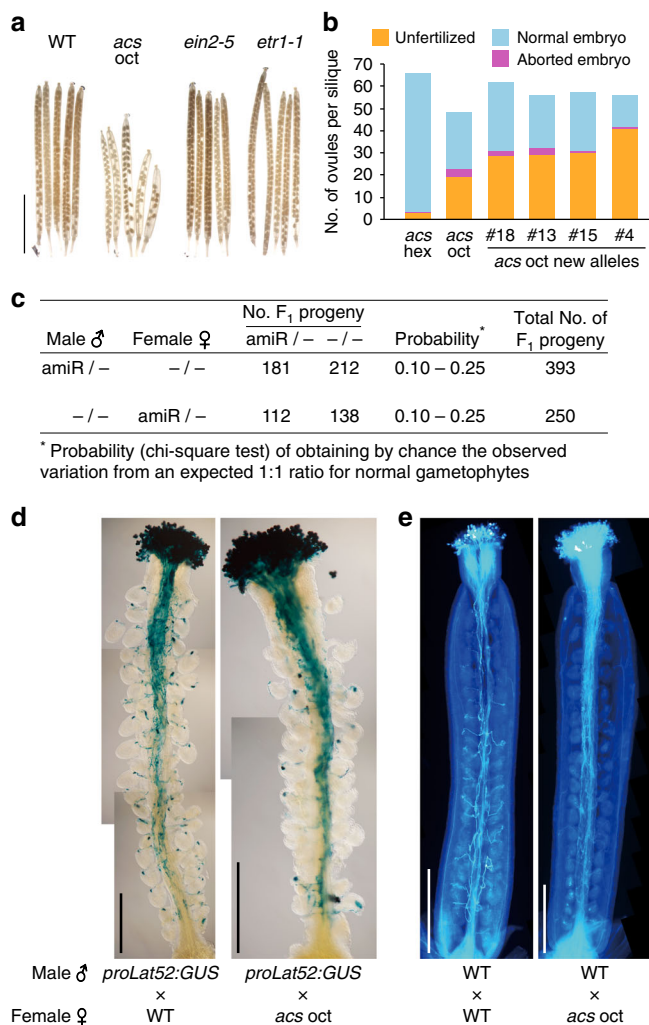 a
WT acs oct ein2-5 etr1-1
b
Unfertilized Normal embryo
Aborted embryo
No. of ovules per silique
70
60
50
40
30
20
10
0
acs hex acs oct #18 #13 #15 #4
acs oct new alleles
c
No. F1 progeny
Male ♂ Female ♀ amiR / – – / – Probability* Total No. of F1 progeny
amiR / – – / – 181 212 0.10 – 0.25 393
– / – amiR / – 112 138 0.10 – 0.25 250
* Probability (chi-square test) of obtaining by chance the observed
variation from an expected 1:1 ratio for normal gametophytes
d
e
Male ♂ proLat52:GUS proLat52:GUS WT WT
× × × ×
Female ♀ WT acs oct WT acs oct